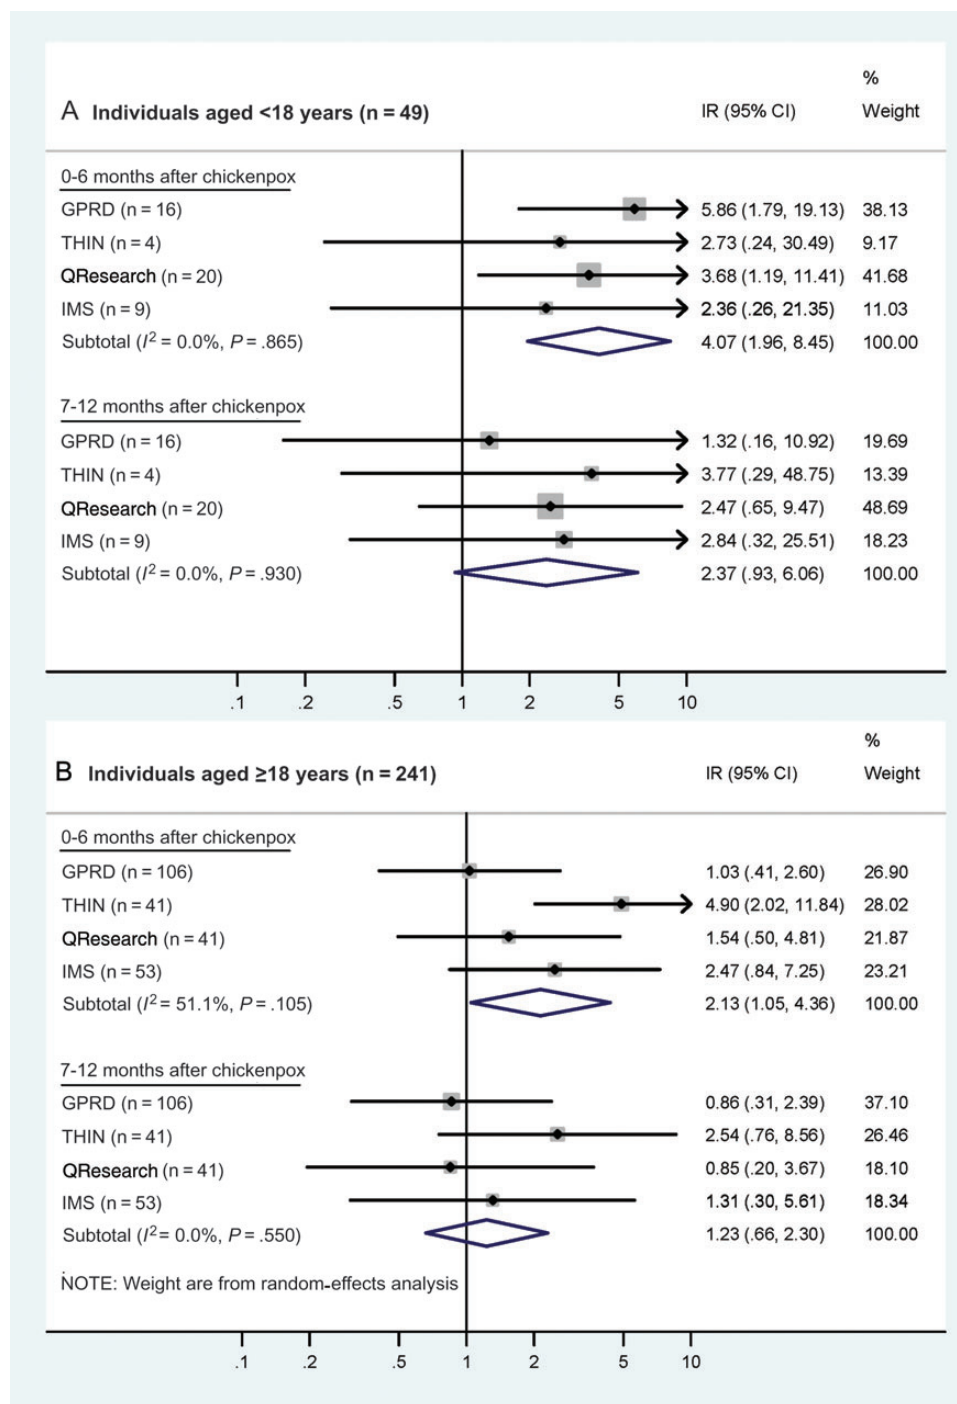 %
A Individuals aged <18 years (n = 49) IR (95% CI) Weight
0-6 months after chickenpox
GPRD (n = 16) 5.86 (1.79, 19.13) 38.13
THIN (n = 4) 2.73 (.24, 30.49) 9.17
QResearch (n = 20) 3.68 (1.19, 11.41) 41.68
IMS (n = 9) 2.36 (.26, 21.35) 11.03
Subtotal (I² = 0.0%, P = .865) 4.07 (1.96, 8.45) 100.00
7-12 months after chickenpox
GPRD (n = 16) 1.32 (.16, 10.92) 19.69
THIN (n = 4) 3.77 (.29, 48.75) 13.39
QResearch (n = 20) 2.47 (.65, 9.47) 48.69
IMS (n = 9) 2.84 (.32, 25.51) 18.23
Subtotal (I² = 0.0%, P = .930) 2.37 (.93, 6.06) 100.00
.1 .2 .5 1 2 5 10
%
B Individuals aged ≥18 years (n = 241) IR (95% CI) Weight
0-6 months after chickenpox
GPRD (n = 106) 1.03 (.41, 2.60) 26.90
THIN (n = 41) 4.90 (2.02, 11.84) 28.02
QResearch (n = 41) 1.54 (.50, 4.81) 21.87
IMS (n = 53) 2.47 (.84, 7.25) 23.21
Subtotal (I² = 51.1%, P = .105) 2.13 (1.05, 4.36) 100.00
7-12 months after chickenpox
GPRD (n = 106) 0.86 (.31, 2.39) 37.10
THIN (n = 41) 2.54 (.76, 8.56) 26.46
QResearch (n = 41) 0.85 (.20, 3.67) 18.10
IMS (n = 53) 1.31 (.30, 5.61) 18.34
Subtotal (I² = 0.0%, P = .550) 1.23 (.66, 2.30) 100.00
NOTE: Weight are from random-effects analysis
.1 .2 .5 1 2 5 10